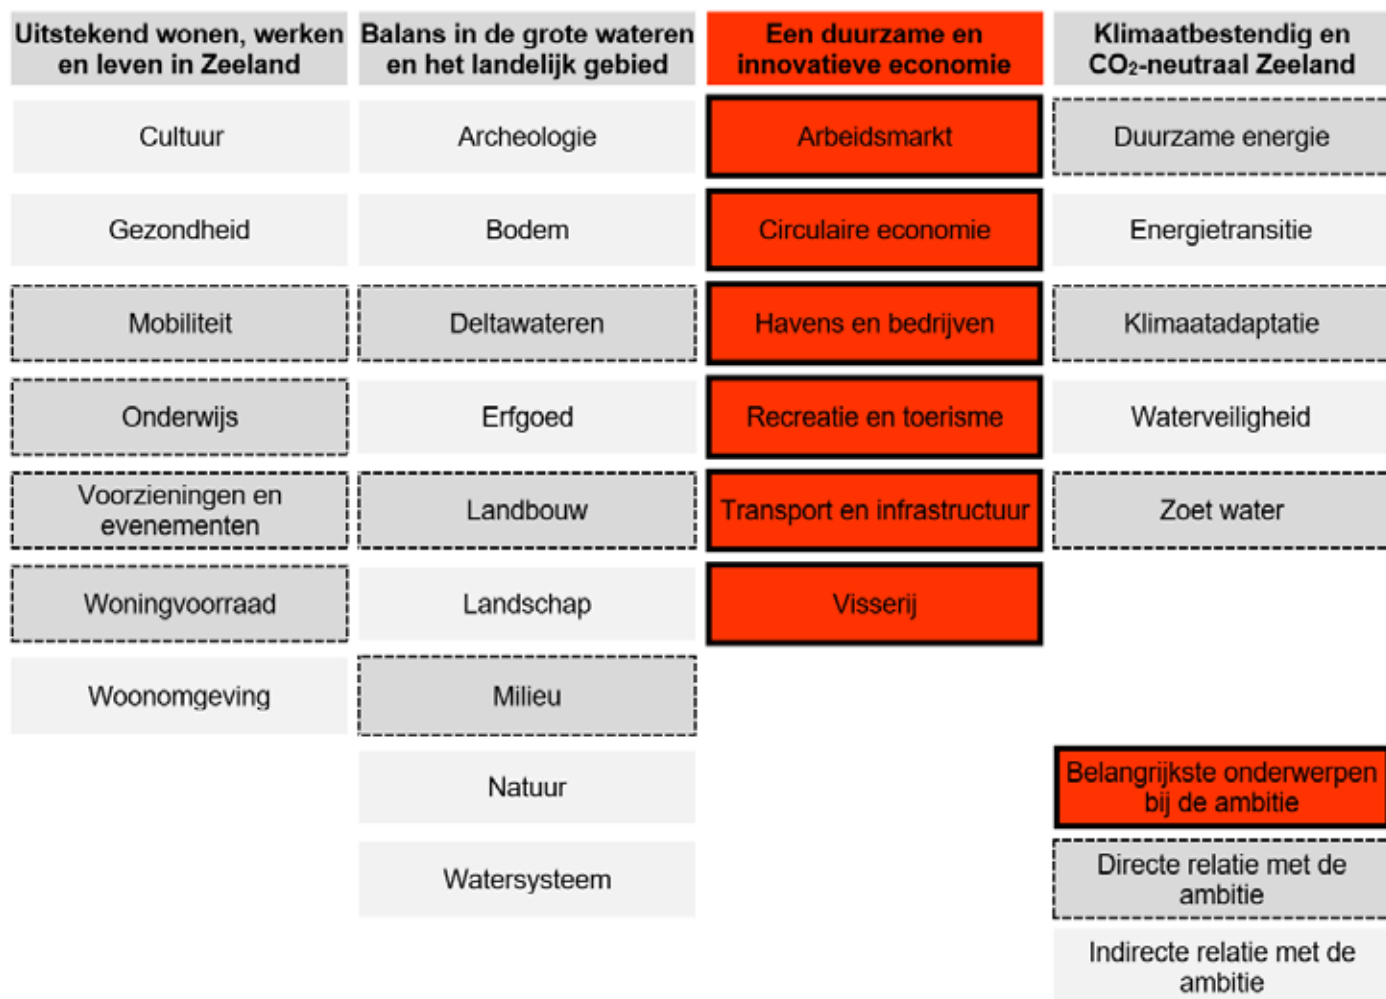 Uitstekend wonen, werken
en leven in Zeeland
Cultuur
Gezondheid
Mobiliteit
Onderwijs
Voorzieningen en
evenementen
Woningvoorraad
Woonomgeving
Balans in de grote wateren
en het landelijk gebied
Archeologie
Bodem
Deltawateren
Erfgoed
Landbouw
Landschap
Milieu
Natuur
Watersysteem
Een duurzame en
innovatieve economie
Arbeidsmarkt
Circulaire economie
Havens en bedrijven
Recreatie en toerisme
Transport en infrastructuur
Visserij
Klimaatbestendig en
CO₂-neutraal Zeeland
Duurzame energie
Energietransitie
Klimaatadaptatie
Waterveiligheid
Zoet water
Belangrijkste onderwerpen
bij de ambitie
Directe relatie met de
ambitie
Indirecte relatie met de
ambitie